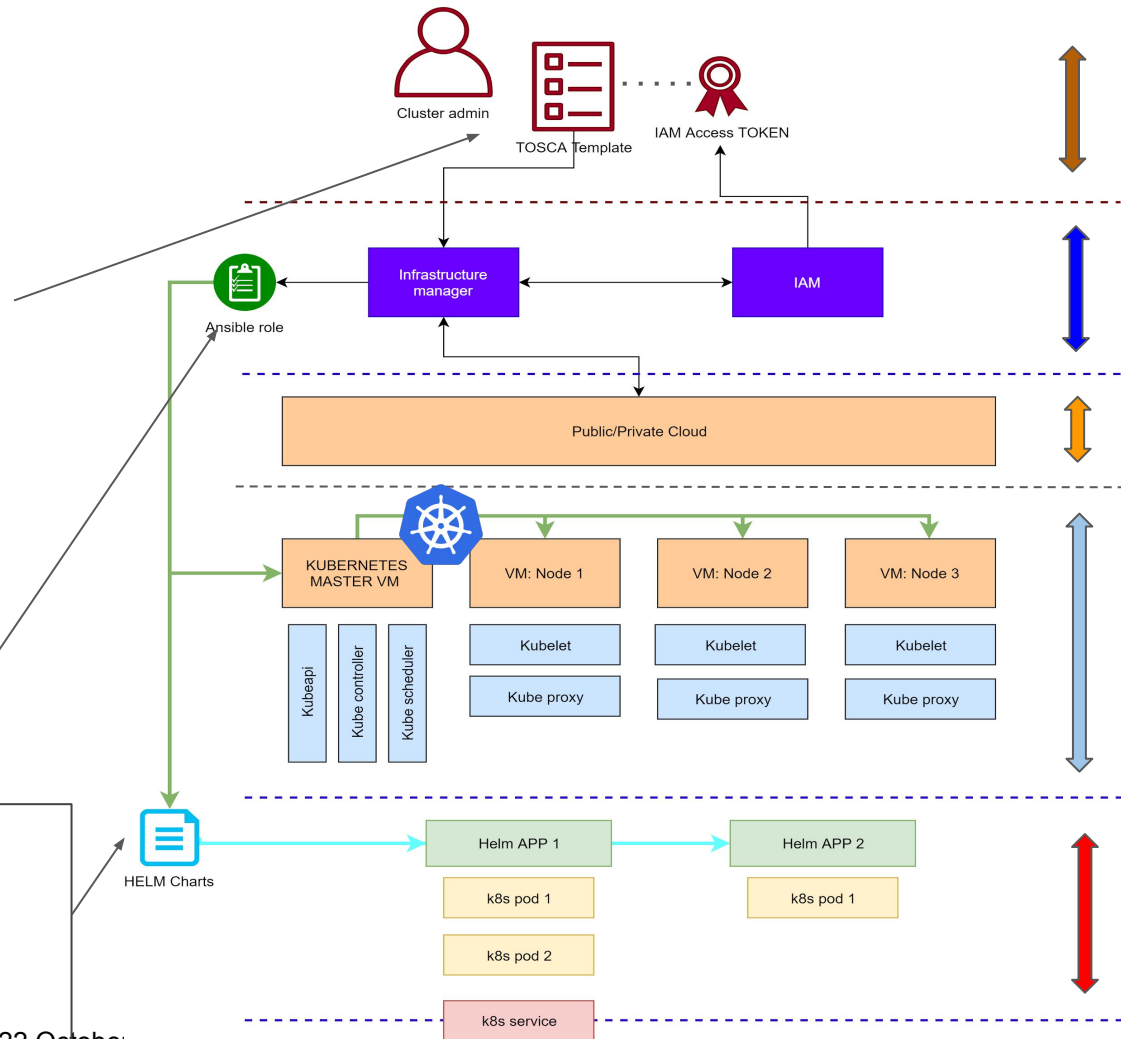 Cluster admin
TOSCA Template
IAM Access TOKEN
Infrastructure
manager
IAM
Ansible role
Public/Private Cloud
KUBERNETES
MASTER VM
VM: Node 1
VM: Node 2
VM: Node 3
Kubeapi
Kube controller
Kube scheduler
Kubelet
Kubelet
Kubelet
Kube proxy
Kube proxy
Kube proxy
HELM Charts
Helm APP 1
Helm APP 2
k8s pod 1
k8s pod 1
k8s pod 2
k8s service